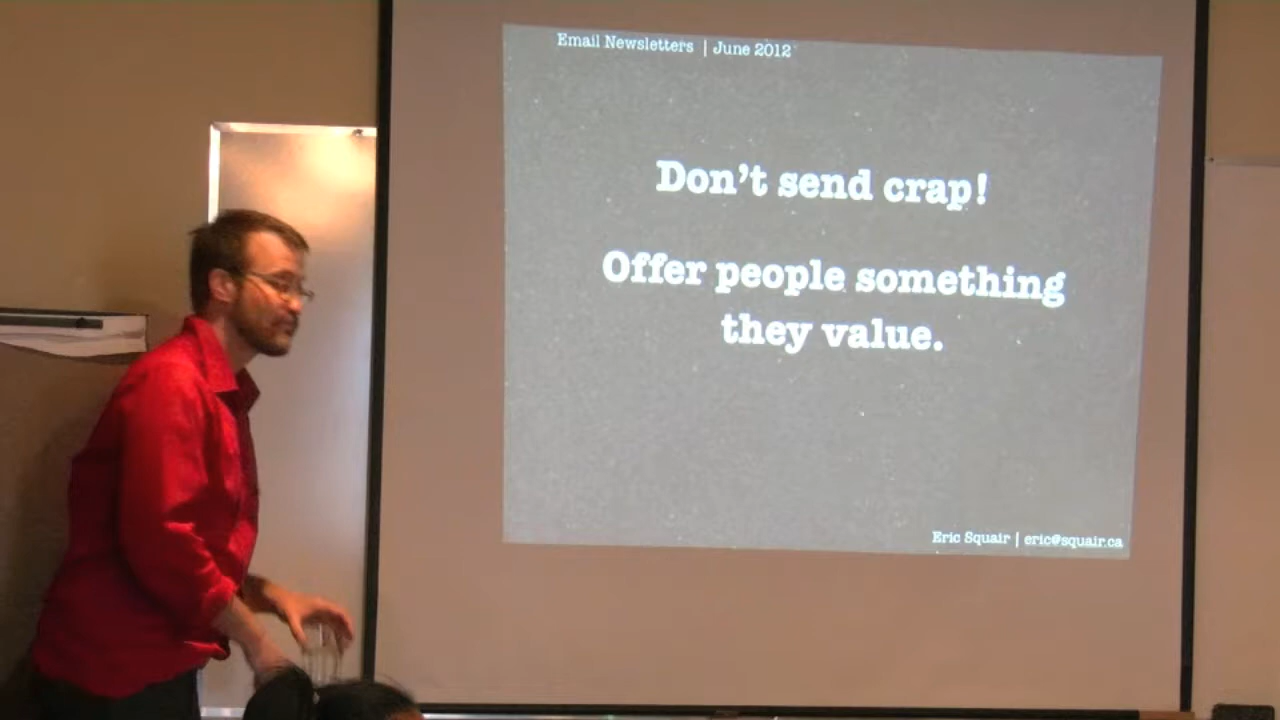 Email Newsletters | June 2012
Don't send crap!
Offer people something
they value.
Eric Squair | eric@squair.ca